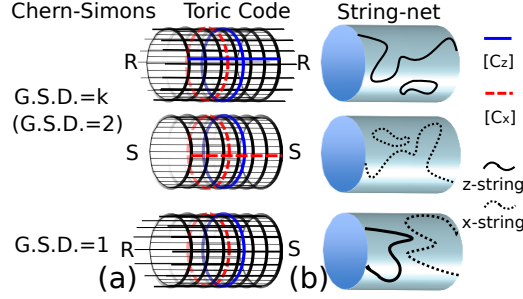 Chern-Simons Toric Code String-net
R R
[Cz]
G.S.D.=k
(G.S.D.=2)
[Cx]
S S
z-string
x-string
G.S.D.=1
R S
(a) (b)